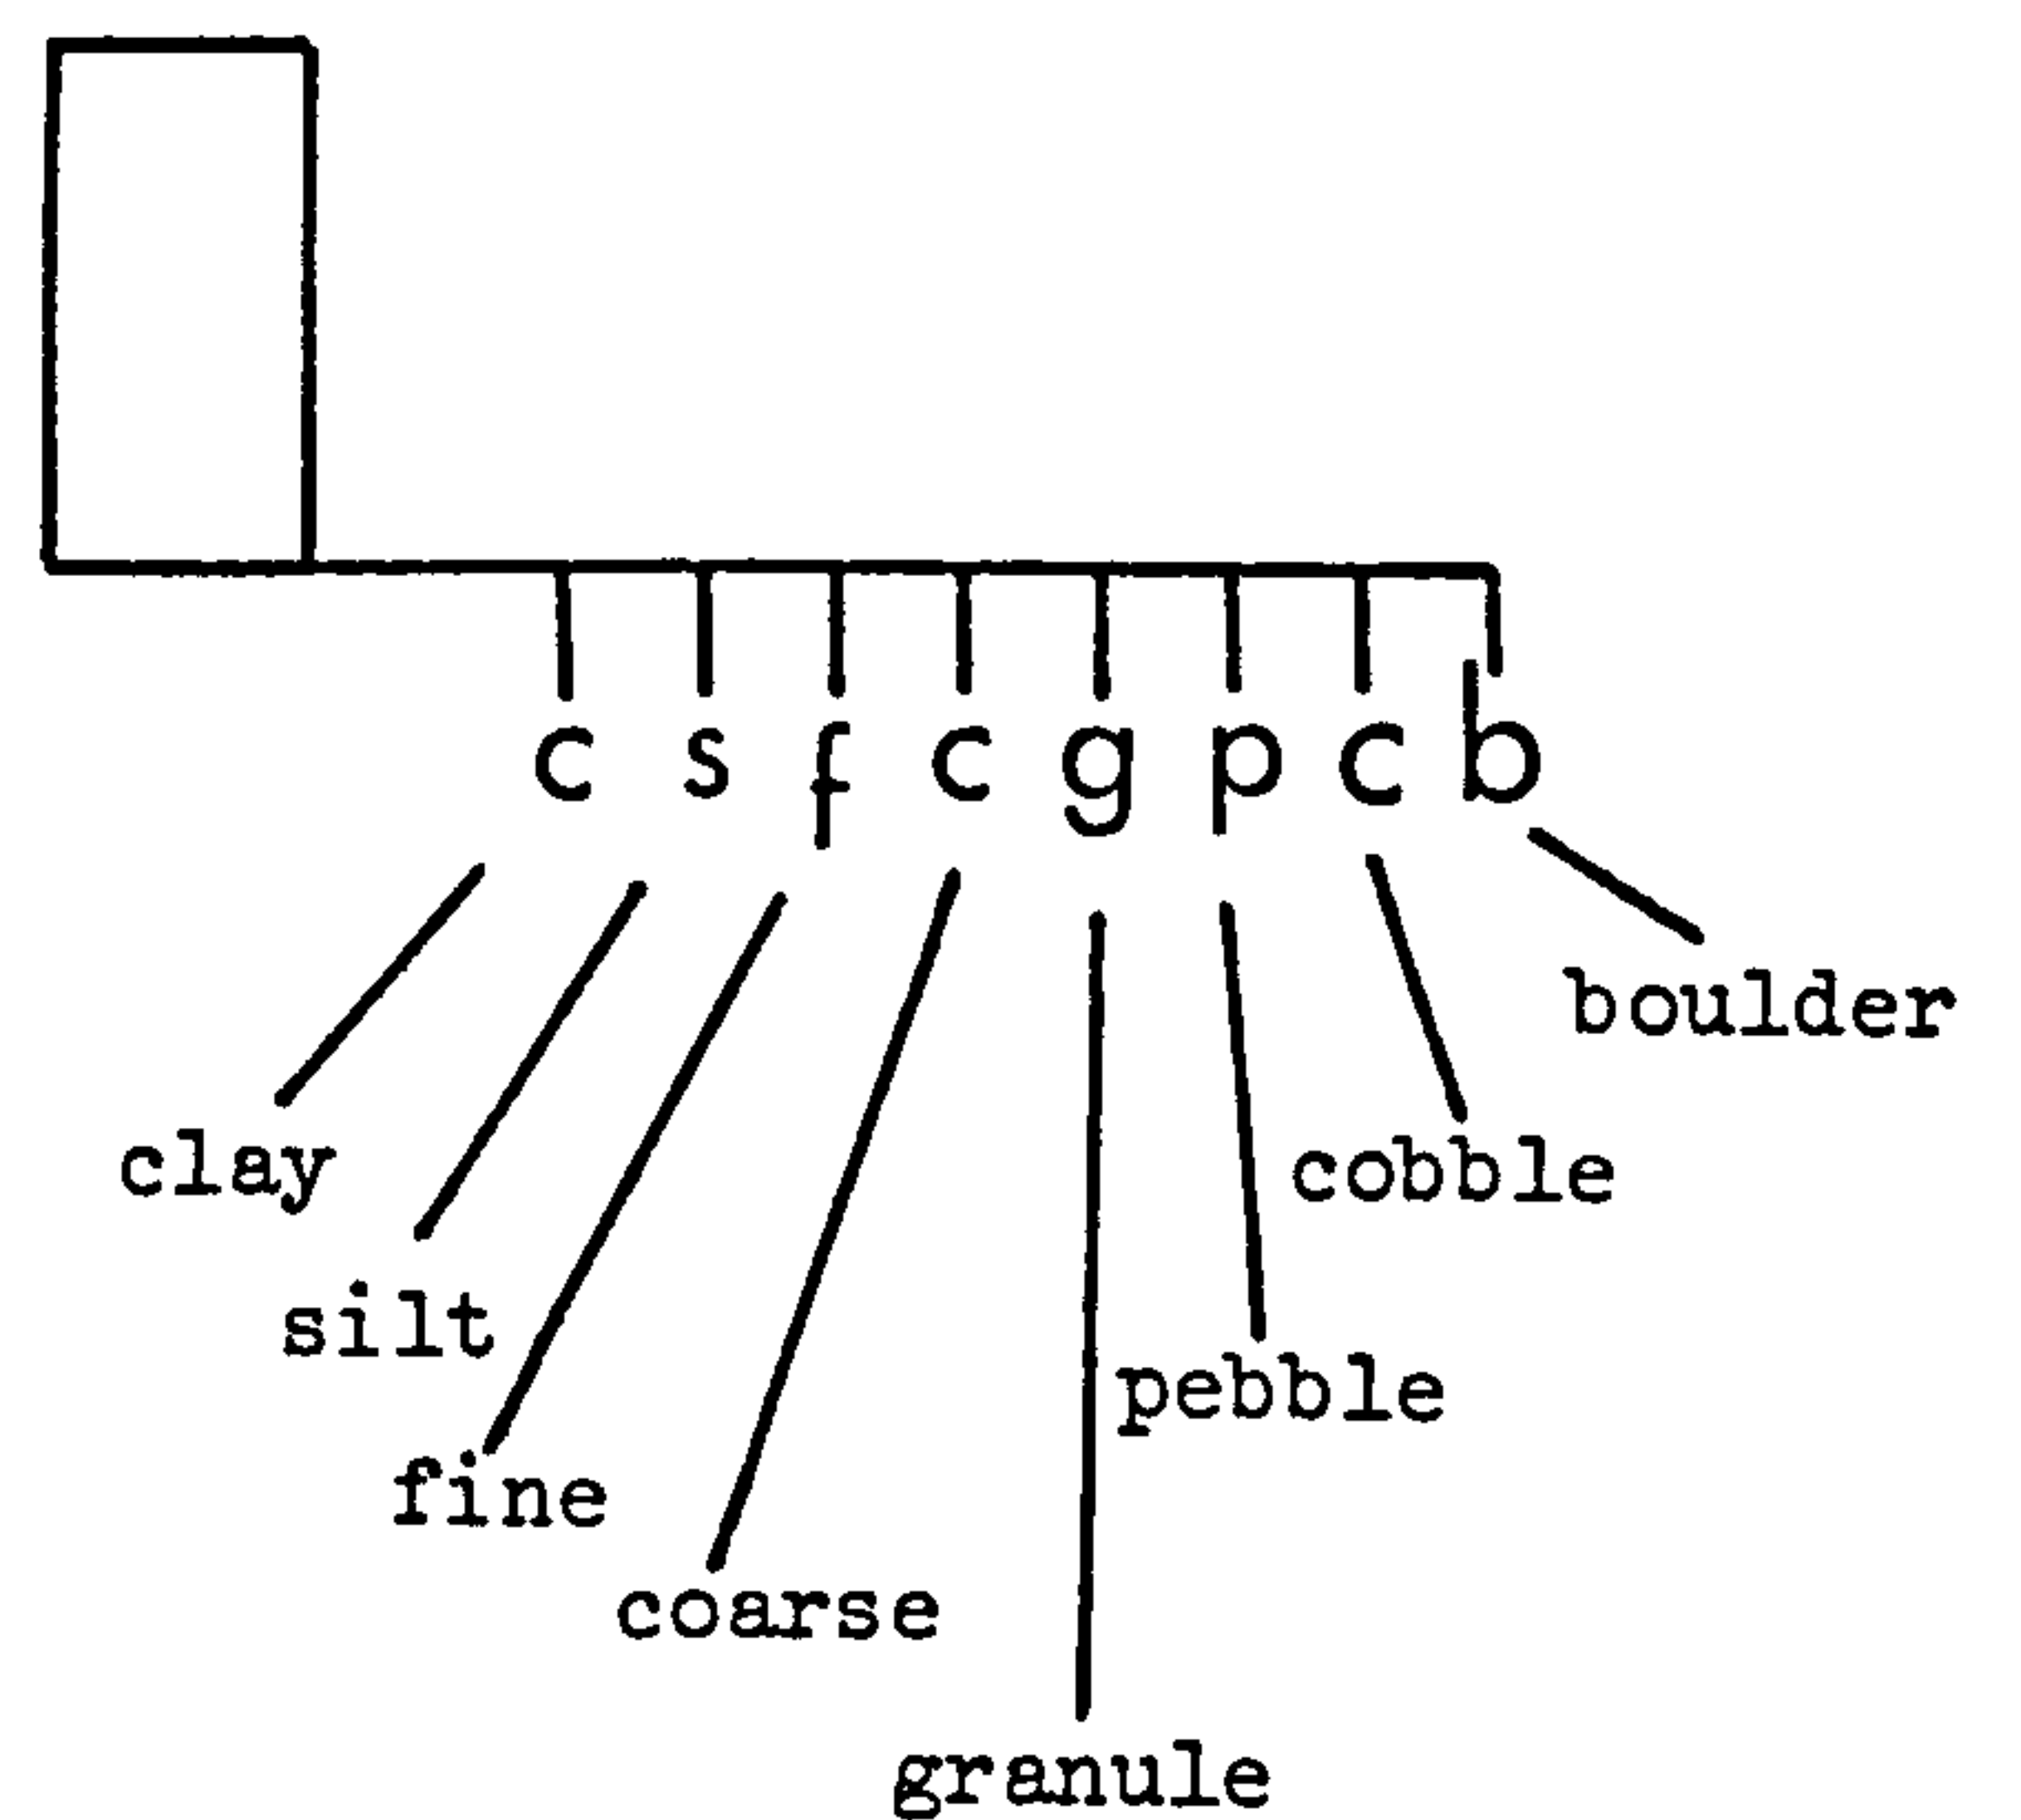 c s f c g p c b
boulder
clay
cobble
silt
pebble
fine
coarse
granule